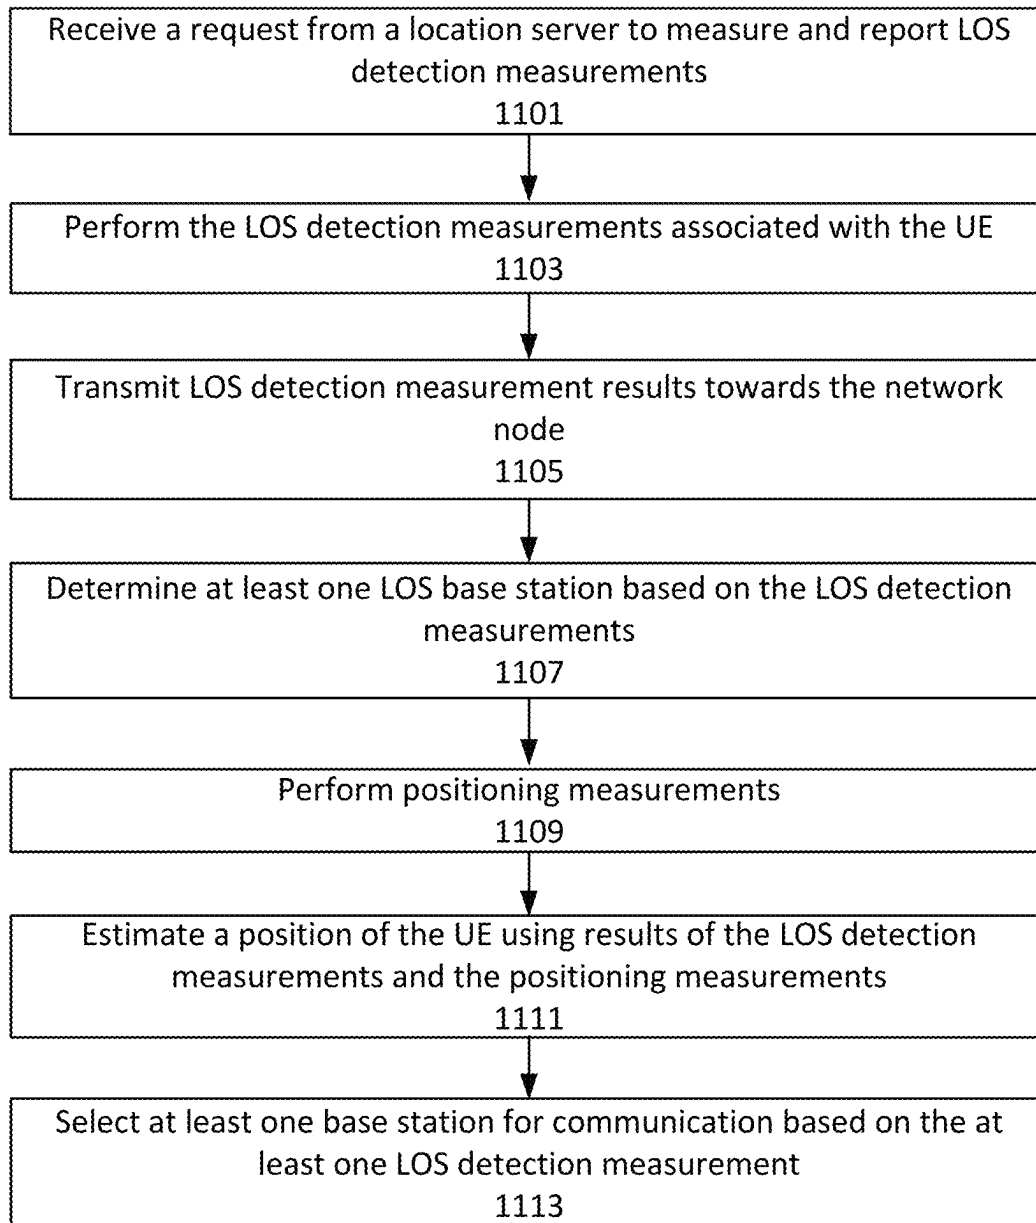 Receive a request from a location server to measure and report LOS
detection measurements
1101
Perform the LOS detection measurements associated with the UE
1103
Transmit LOS detection measurement results towards the network
node
1105
Determine at least one LOS base station based on the LOS detection
measurements
1107
Perform positioning measurements
1109
Estimate a position of the UE using results of the LOS detection
measurements and the positioning measurements
1111
Select at least one base station for communication based on the at
least one LOS detection measurement
1113